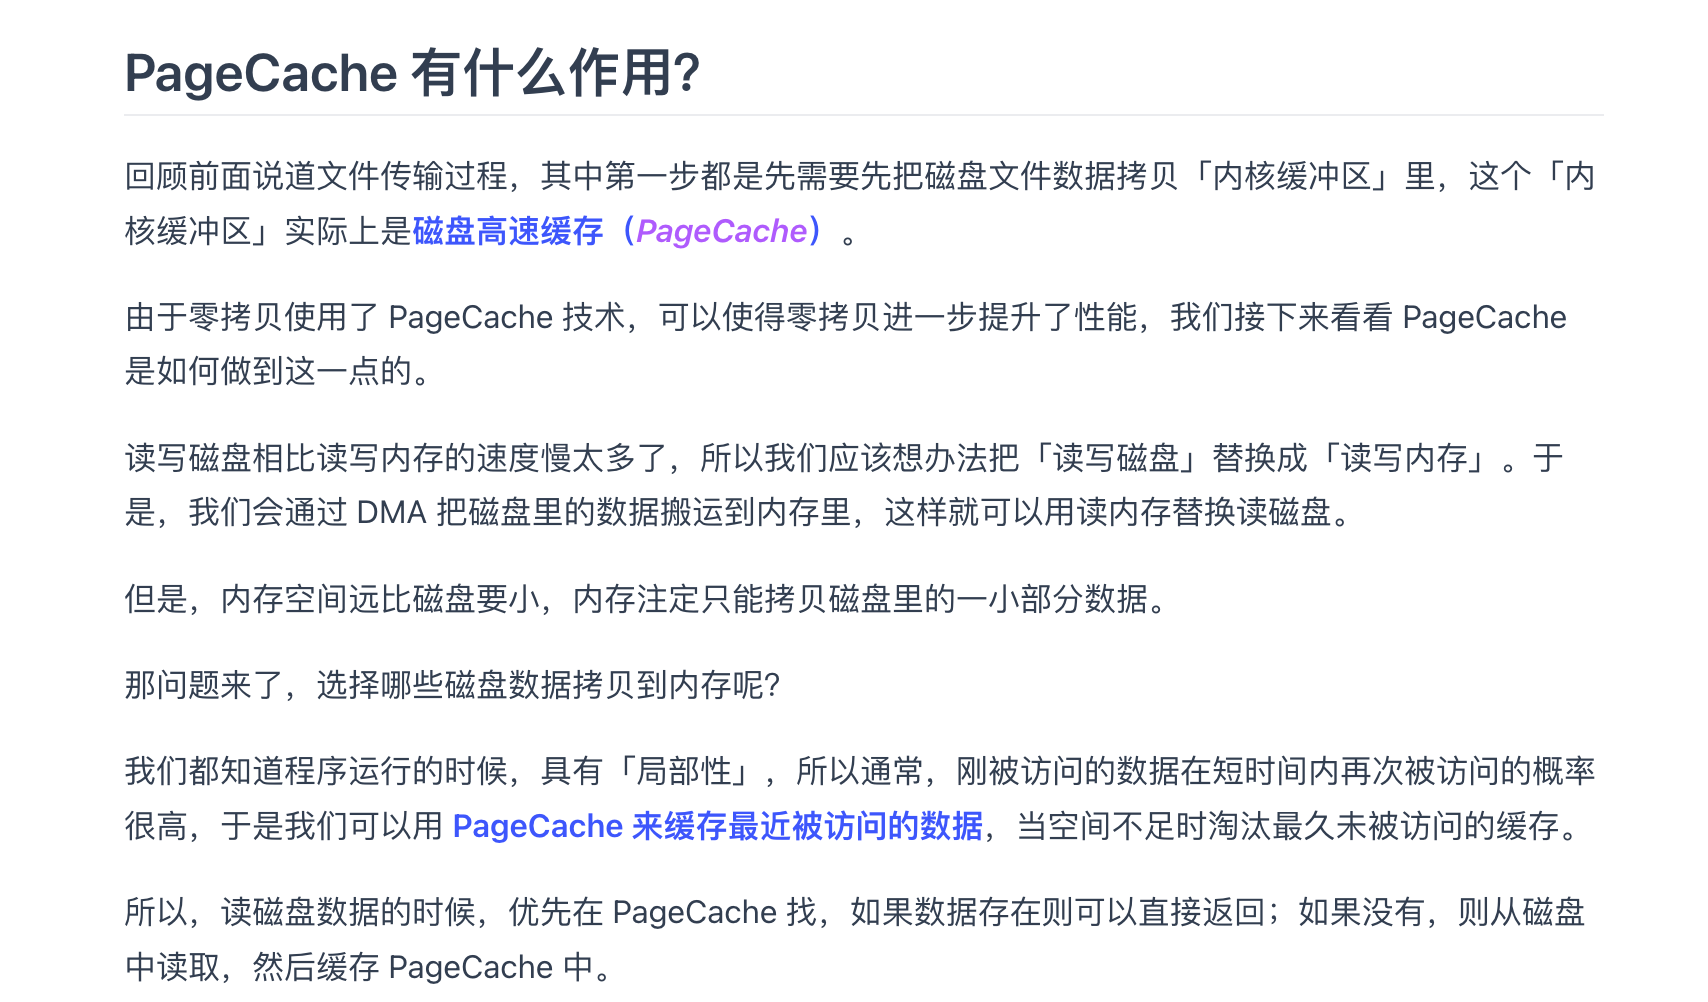 PageCache 有什么作用?
回顾前面说道文件传输过程，其中第一步都是先需要先把磁盘文件数据拷贝「内核缓冲区」里，这个「内
核缓冲区」实际上是磁盘高速缓存（PageCache）。
由于零拷贝使用了 PageCache 技术，可以使得零拷贝进一步提升了性能，我们接下来看看 PageCache
是如何做到这一点的。
读写磁盘相比读写内存的速度慢太多了，所以我们应该想办法把「读写磁盘」替换成「读写内存」。于
是，我们会通过 DMA 把磁盘里的数据搬运到内存里，这样就可以用读内存替换读磁盘。
但是，内存空间远比磁盘要小，内存注定只能拷贝磁盘里的一小部分数据。
那问题来了，选择哪些磁盘数据拷贝到内存呢?
我们都知道程序运行的时候，具有「局部性」，所以通常，刚被访问的数据在短时间内再次被访问的概率
很高，于是我们可以用 PageCache 来缓存最近被访问的数据，当空间不足时淘汰最久未被访问的缓存。
所以，读磁盘数据的时候，优先在 PageCache 找，如果数据存在则可以直接返回；如果没有，则从磁盘
中读取，然后缓存 PageCache 中。